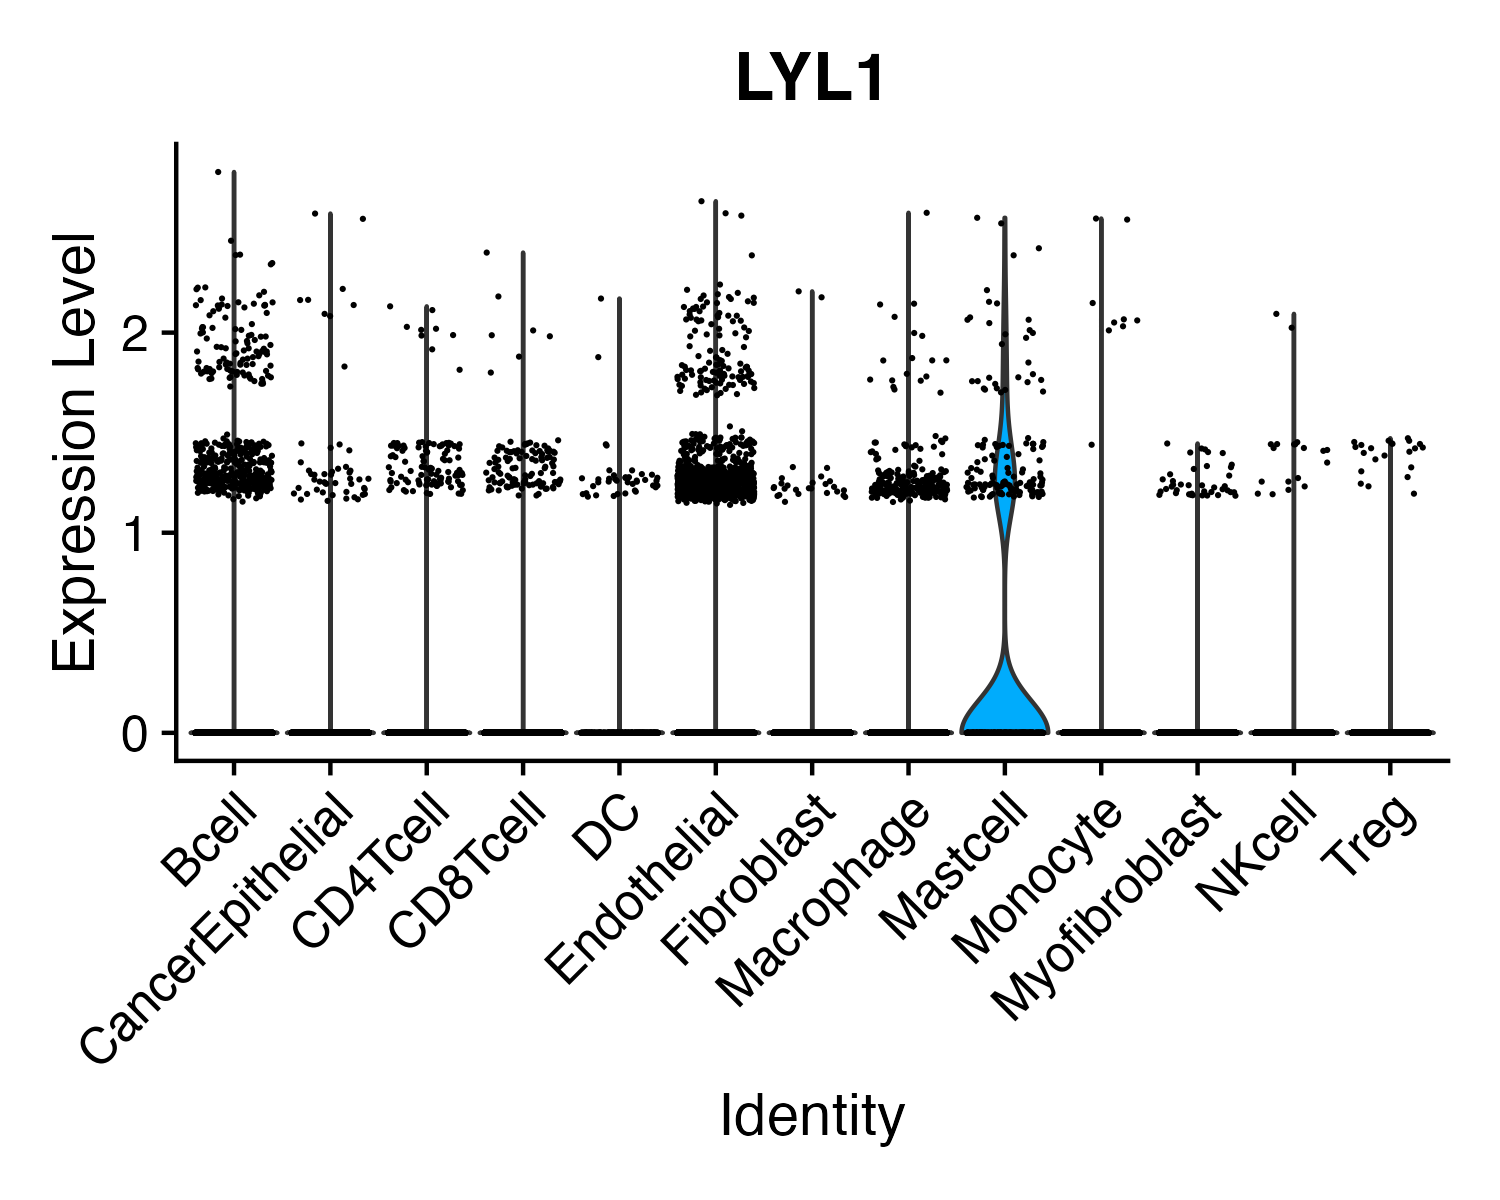 LYL1
Expression Level
2
1
0
Bcell
CancerEpithelial
CD4Tcell
CD8Tcell
DC
Endothelial
Fibroblast
Macrophage
Mastcell
Monocyte
Myofibroblast
NKcell
Treg
Identity